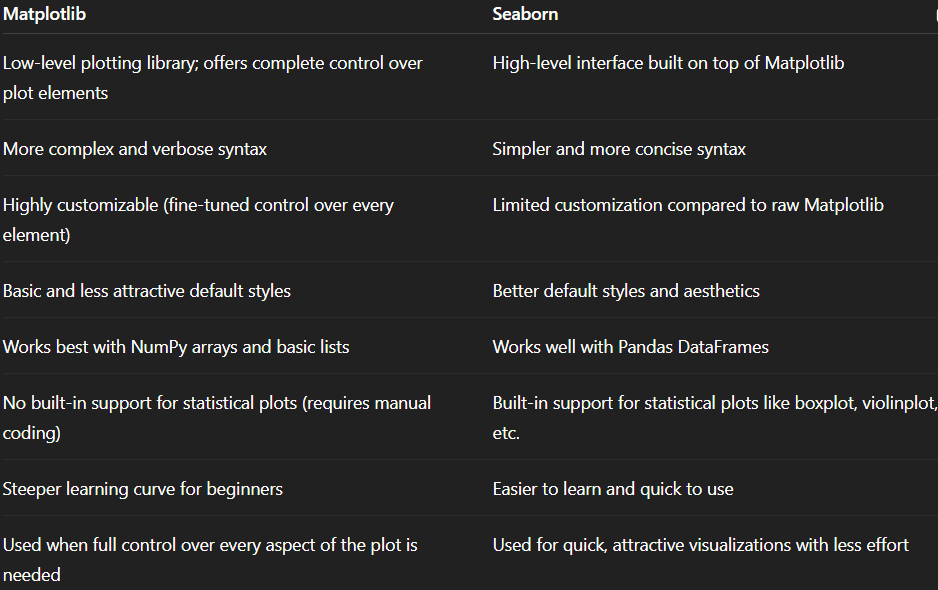 Matplotlib
Seaborn
Low-level plotting library; offers complete control over
plot elements
High-level interface built on top of Matplotlib
More complex and verbose syntax
Simpler and more concise syntax
Highly customizable (fine-tuned control over every
element)
Limited customization compared to raw Matplotlib
Basic and less attractive default styles
Better default styles and aesthetics
Works best with NumPy arrays and basic lists
Works well with Pandas DataFrames
No built-in support for statistical plots (requires manual
coding)
Built-in support for statistical plots like boxplot, violinplot,
etc.
Steeper learning curve for beginners
Easier to learn and quick to use
Used when full control over every aspect of the plot is
needed
Used for quick, attractive visualizations with less effort